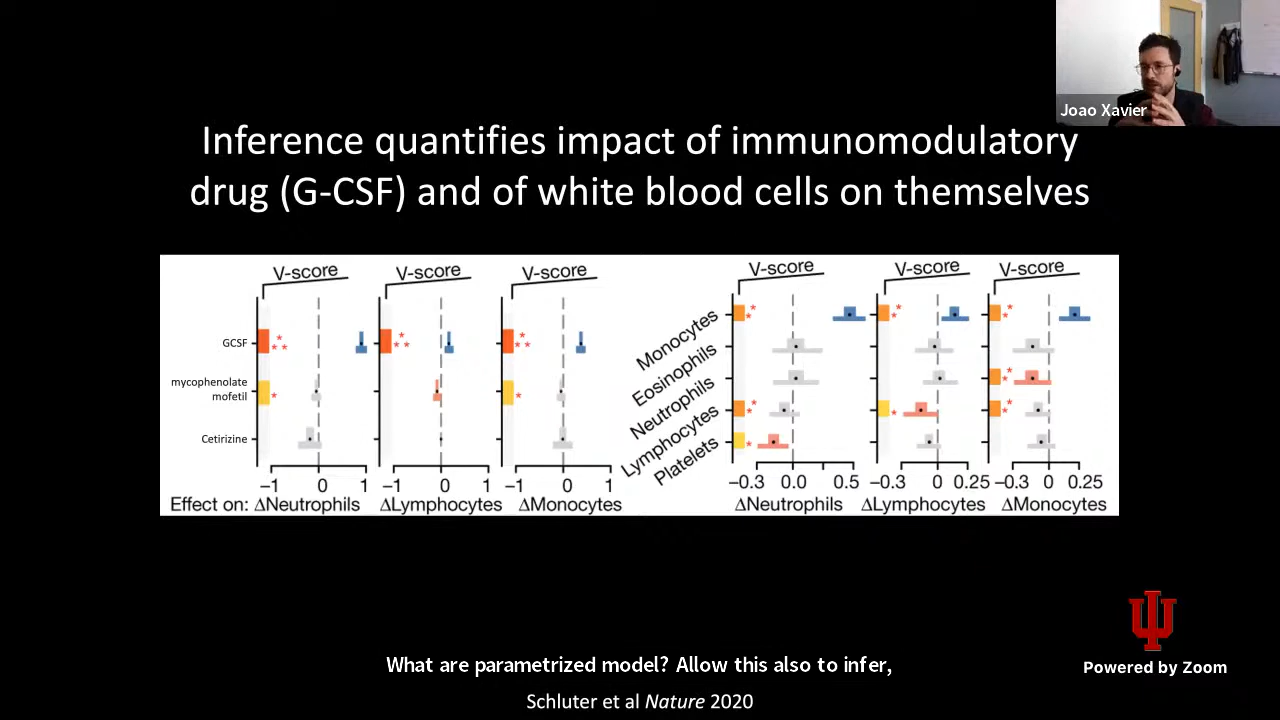 Joao Xavier
Inference quantifies impact of immunomodulatory
drug (G-CSF) and of white blood cells on themselves
V-score V-score V-score V-score V-score V-score
GCSF
mycophenolate
mofetil
Cetirizine
Monocytes
Eosinophils
Neutrophils
Lymphocytes
Platelets
−1 0 1 −1 0 1 −1 0 1 −0.3 0.0 0.5 −0.3 0 0.25 −0.3 0 0.25
Effect on: ΔNeutrophils ΔLymphocytes ΔMonocytes ΔNeutrophils ΔLymphocytes ΔMonocytes
What are parametrized model? Allow this also to infer,
Powered by Zoom
Schluter et al Nature 2020